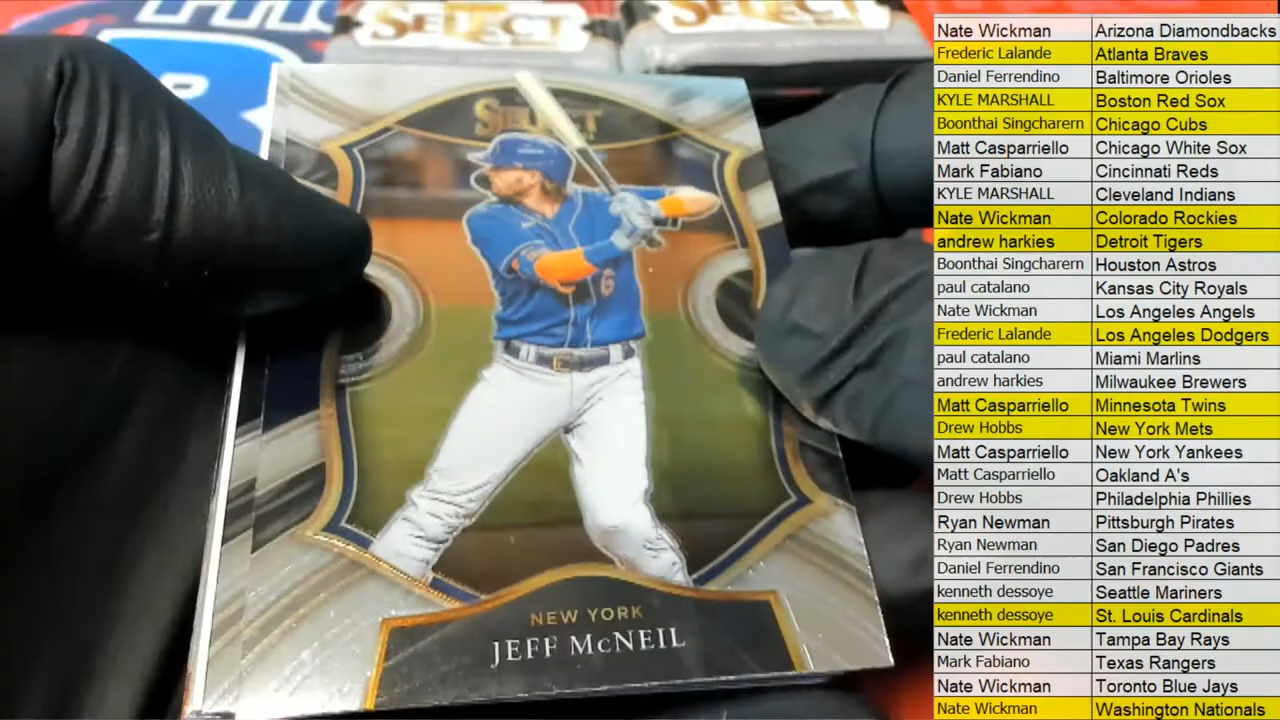 SELECT
SELECT
SELECT
6
NEW YORK
JEFF McNEIL
Nate Wickman Arizona Diamondbacks
Frederic Lalande Atlanta Braves
Daniel Ferrendino Baltimore Orioles
KYLE MARSHALL Boston Red Sox
Boonthai Singcharern Chicago Cubs
Matt Casparriello Chicago White Sox
Mark Fabiano Cincinnati Reds
KYLE MARSHALL Cleveland Indians
Nate Wickman Colorado Rockies
andrew harkies Detroit Tigers
Boonthai Singcharern Houston Astros
paul catalano Kansas City Royals
Nate Wickman Los Angeles Angels
Frederic Lalande Los Angeles Dodgers
paul catalano Miami Marlins
andrew harkies Milwaukee Brewers
Matt Casparriello Minnesota Twins
Drew Hobbs New York Mets
Matt Casparriello New York Yankees
Matt Casparriello Oakland A's
Drew Hobbs Philadelphia Phillies
Ryan Newman Pittsburgh Pirates
Ryan Newman San Diego Padres
Daniel Ferrendino San Francisco Giants
kenneth dessoye Seattle Mariners
kenneth dessoye St. Louis Cardinals
Nate Wickman Tampa Bay Rays
Mark Fabiano Texas Rangers
Nate Wickman Toronto Blue Jays
Nate Wickman Washington Nationals